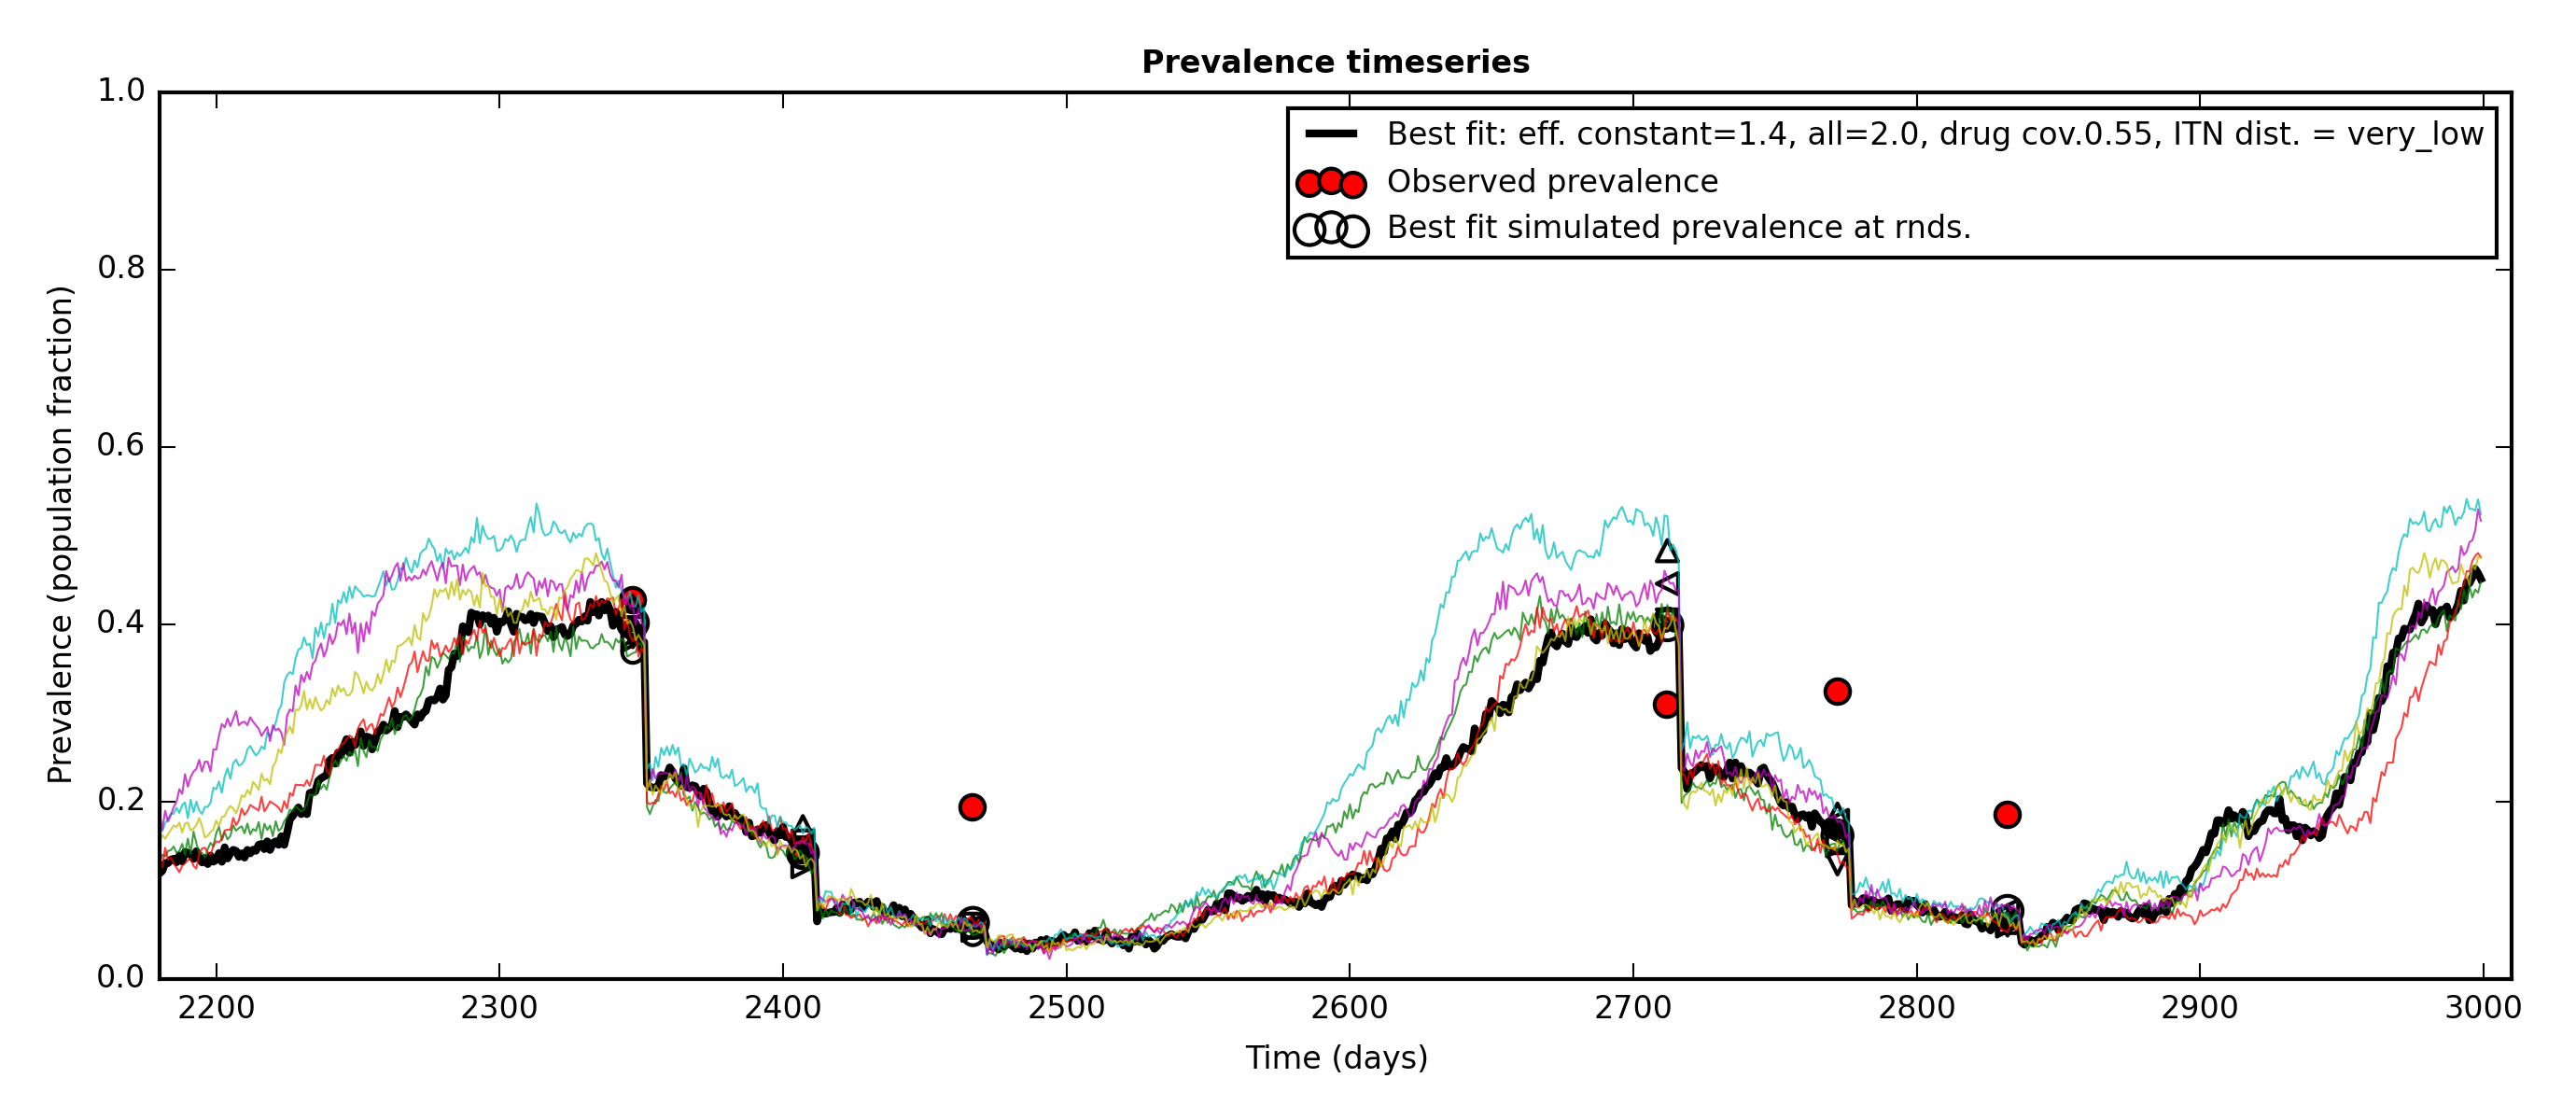 Prevalence timeseries
1.0
0.8
0.6
0.4
0.2
0.0
Prevalence (population fraction)
Best fit: eff. constant=1.4, all=2.0, drug cov.0.55, ITN dist. = very_low
Observed prevalence
Best fit simulated prevalence at rnds.
2200 2300 2400 2500 2600 2700 2800 2900 3000
Time (days)